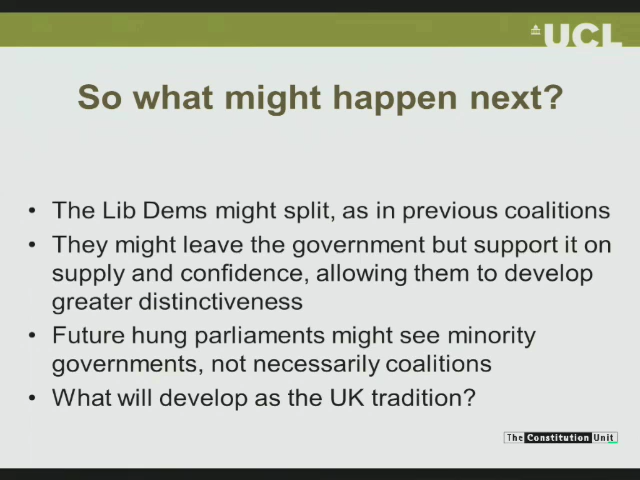 UCL
So what might happen next?
• The Lib Dems might split, as in previous coalitions
• They might leave the government but support it on
supply and confidence, allowing them to develop
greater distinctiveness
• Future hung parliaments might see minority
governments, not necessarily coalitions
• What will develop as the UK tradition?
The Constitution Unit